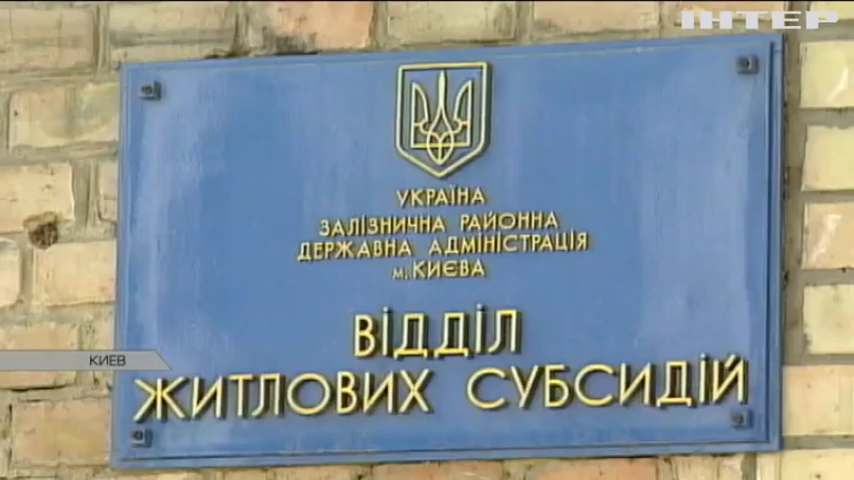 ІНТЕР
УКРАЇНА
ЗАЛІЗНИЧНА РАЙОННА
ДЕРЖАВНА АДМІНІСТРАЦІЯ
м. КИЄВА
ВІДДІЛ
ЖИТЛОВИХ СУБСИДІЙ
КИЕВ